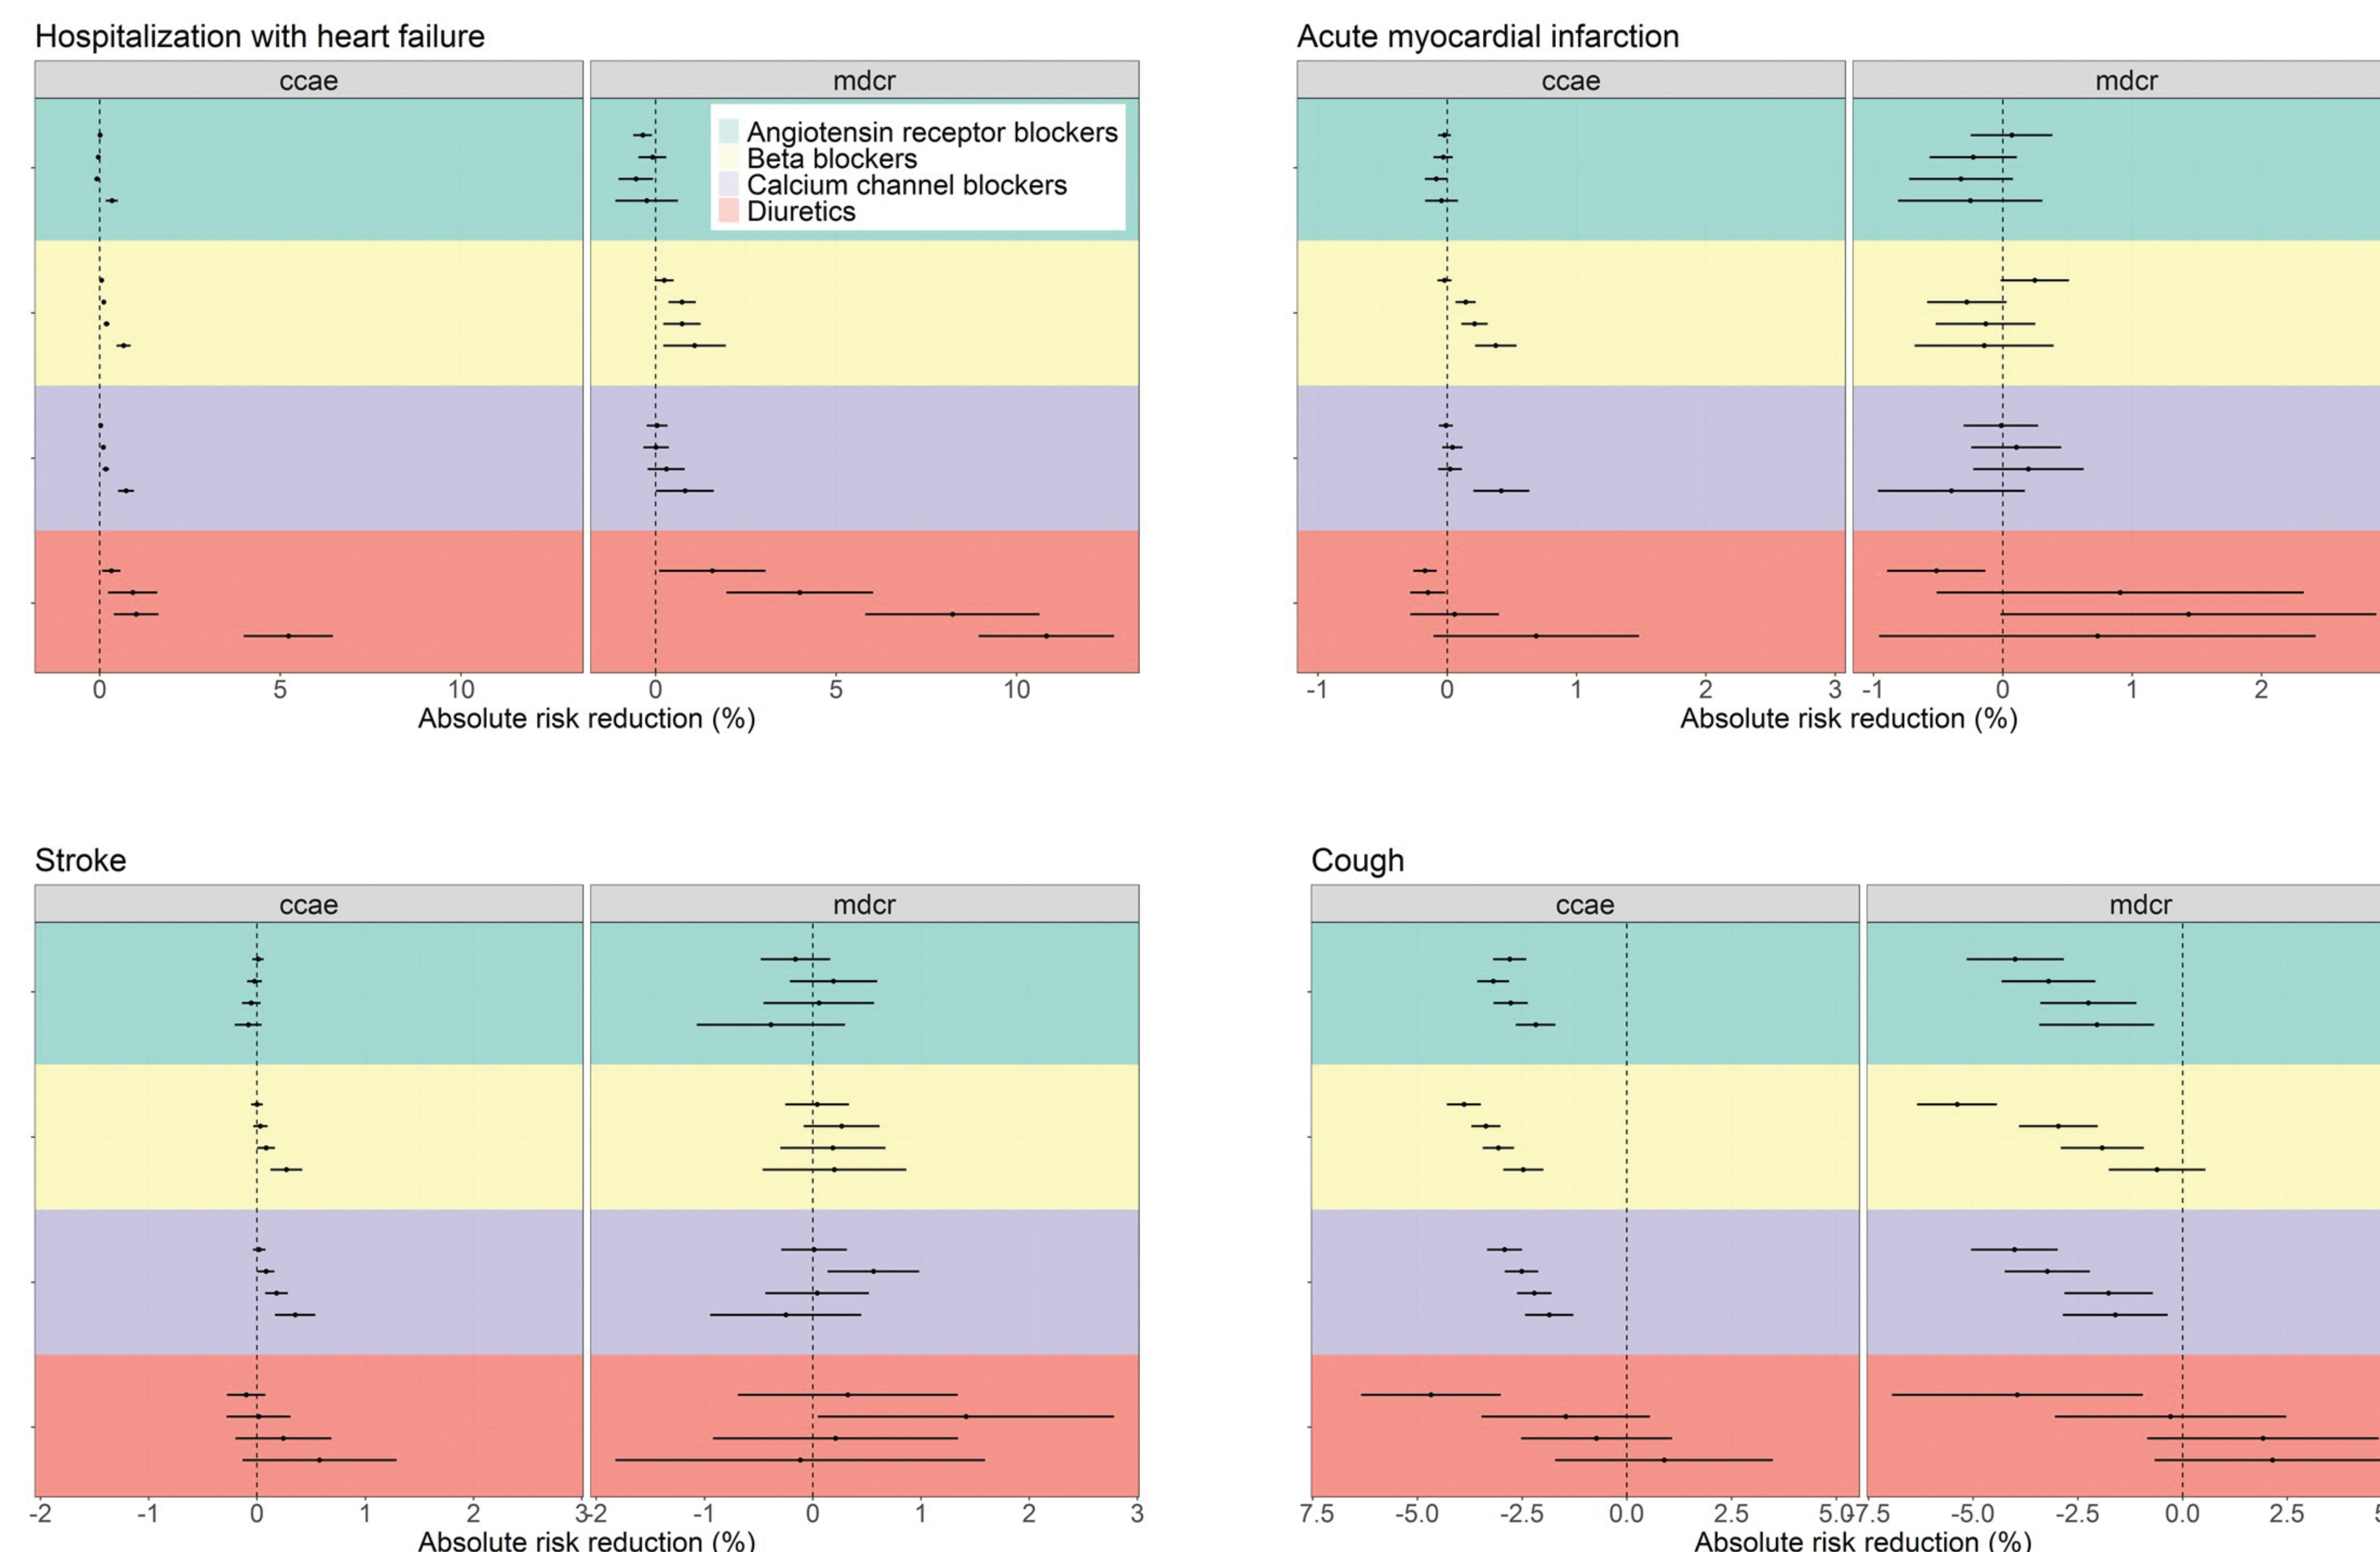 Hospitalization with heart failure
ccae
mdcr
Angiotensin receptor blockers
Beta blockers
Calcium channel blockers
Diuretics
0 5 10 0 5 10
Absolute risk reduction (%)
Acute myocardial infarction
ccae
mdcr
-1 0 1 2 3 -1 0 1 2
Absolute risk reduction (%)
Stroke
ccae
mdcr
-2 -1 0 1 2 3-2 -1 0 1 2 3
Absolute risk reduction (%)
Cough
ccae
mdcr
7.5 -5.0 -2.5 0.0 2.5 5.0 7.5 -5.0 -2.5 0.0 2.5
Absolute risk reduction (%)